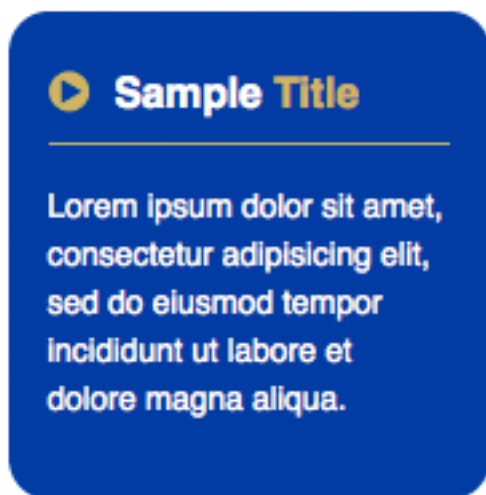 Sample Title
Lorem ipsum dolor sit amet,
consectetur adipisicing elit,
sed do eiusmod tempor
incididunt ut labore et
dolore magna aliqua.